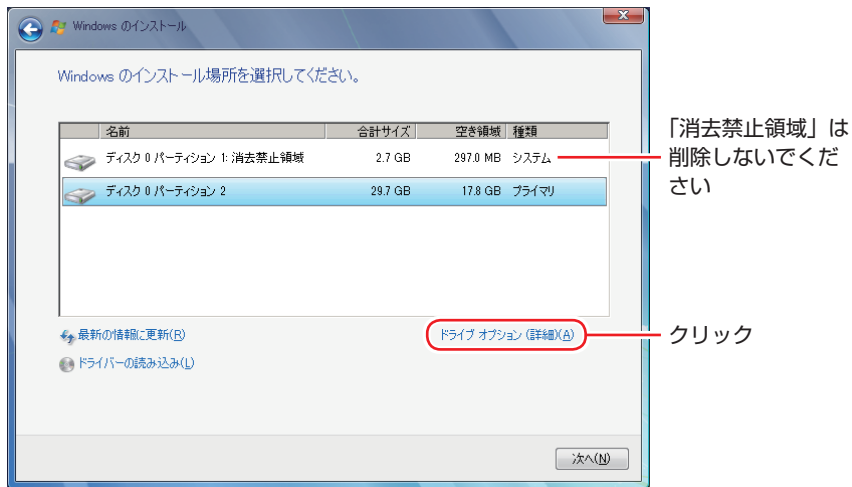 Windows のインストール
Windows のインストール場所を選択してください。
名前 合計サイズ 空き領域 種類
ディスク 0 パーティション 1: 消去禁止領域 2.7 GB 297.0 MB システム
ディスク 0 パーティション 2 29.7 GB 17.8 GB プライマリ
最新の情報に更新(R)
ドライブ オプション (詳細)(A)
ドライバーの読み込み(L)
次へ(N)
「消去禁止領域」は
削除しないでくだ
さい
クリック